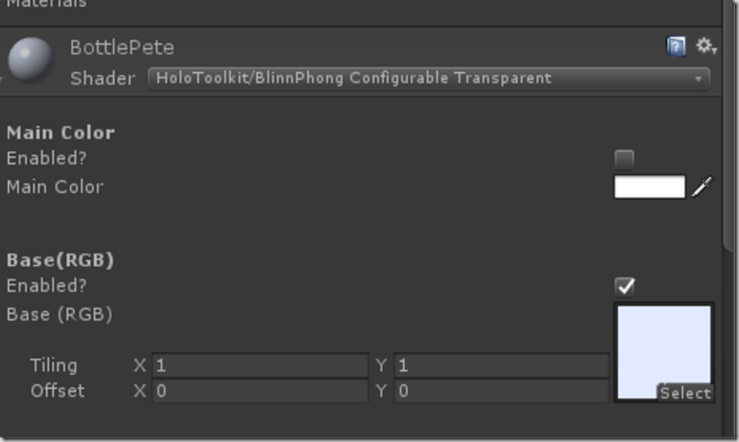 Materials
BottlePete
Shader HoloToolkit/BlinnPhong Configurable Transparent
Main Color
Enabled?
Main Color
Base(RGB)
Enabled?
Base (RGB)
Tiling X 1 Y 1
Offset X 0 Y 0
Select